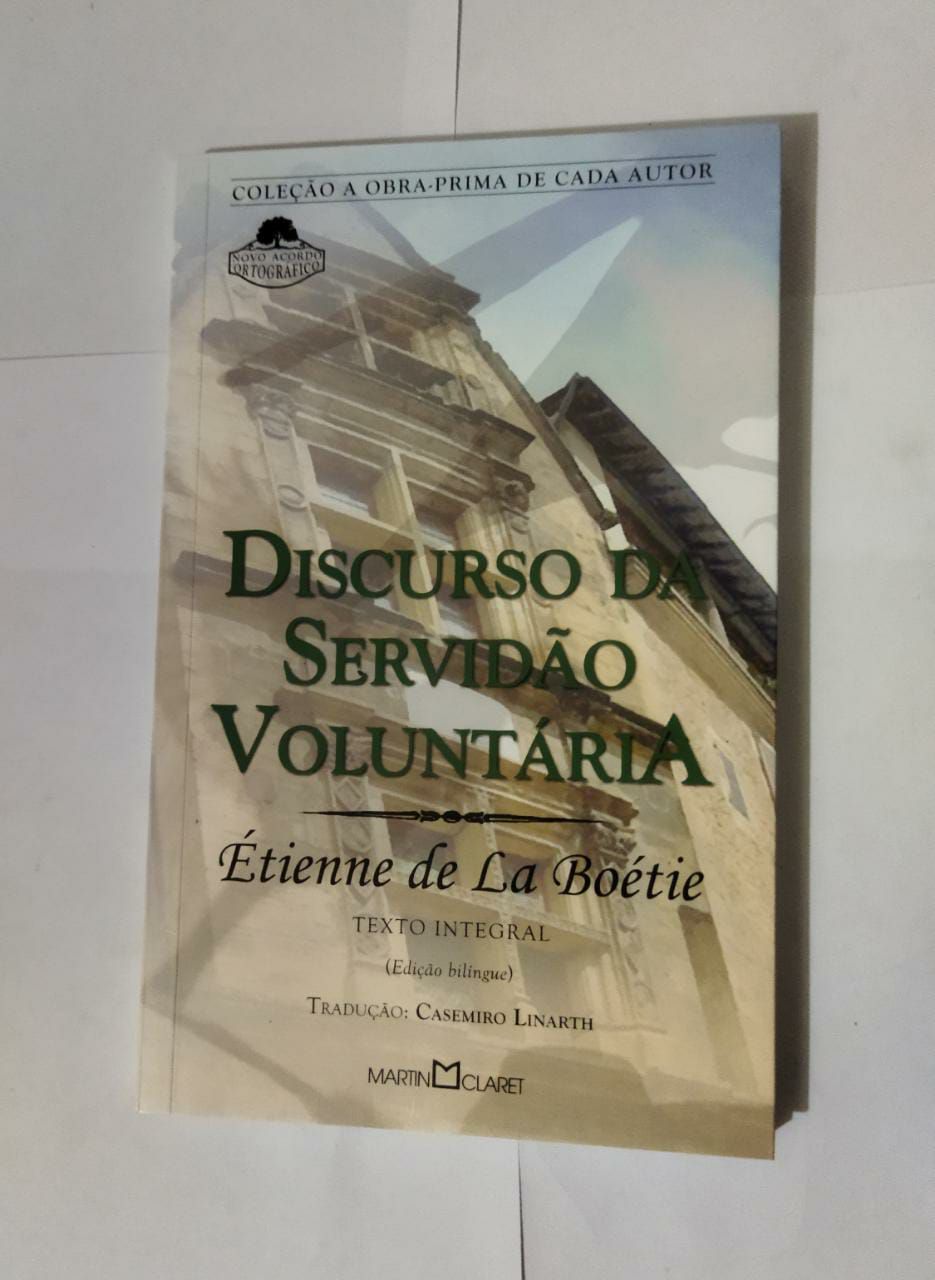 COLEÇÃO A OBRA-PRIMA DE CADA AUTOR
NOVO ACORDO
ORTOGRÁFICO
DISCURSO DA
SERVIDÃO
VOLUNTÁRIA
Étienne de La Boétie
TEXTO INTEGRAL
(Edição bilíngue)
TRADUÇÃO: CASEMIRO LINARTH
MARTIN CLARET